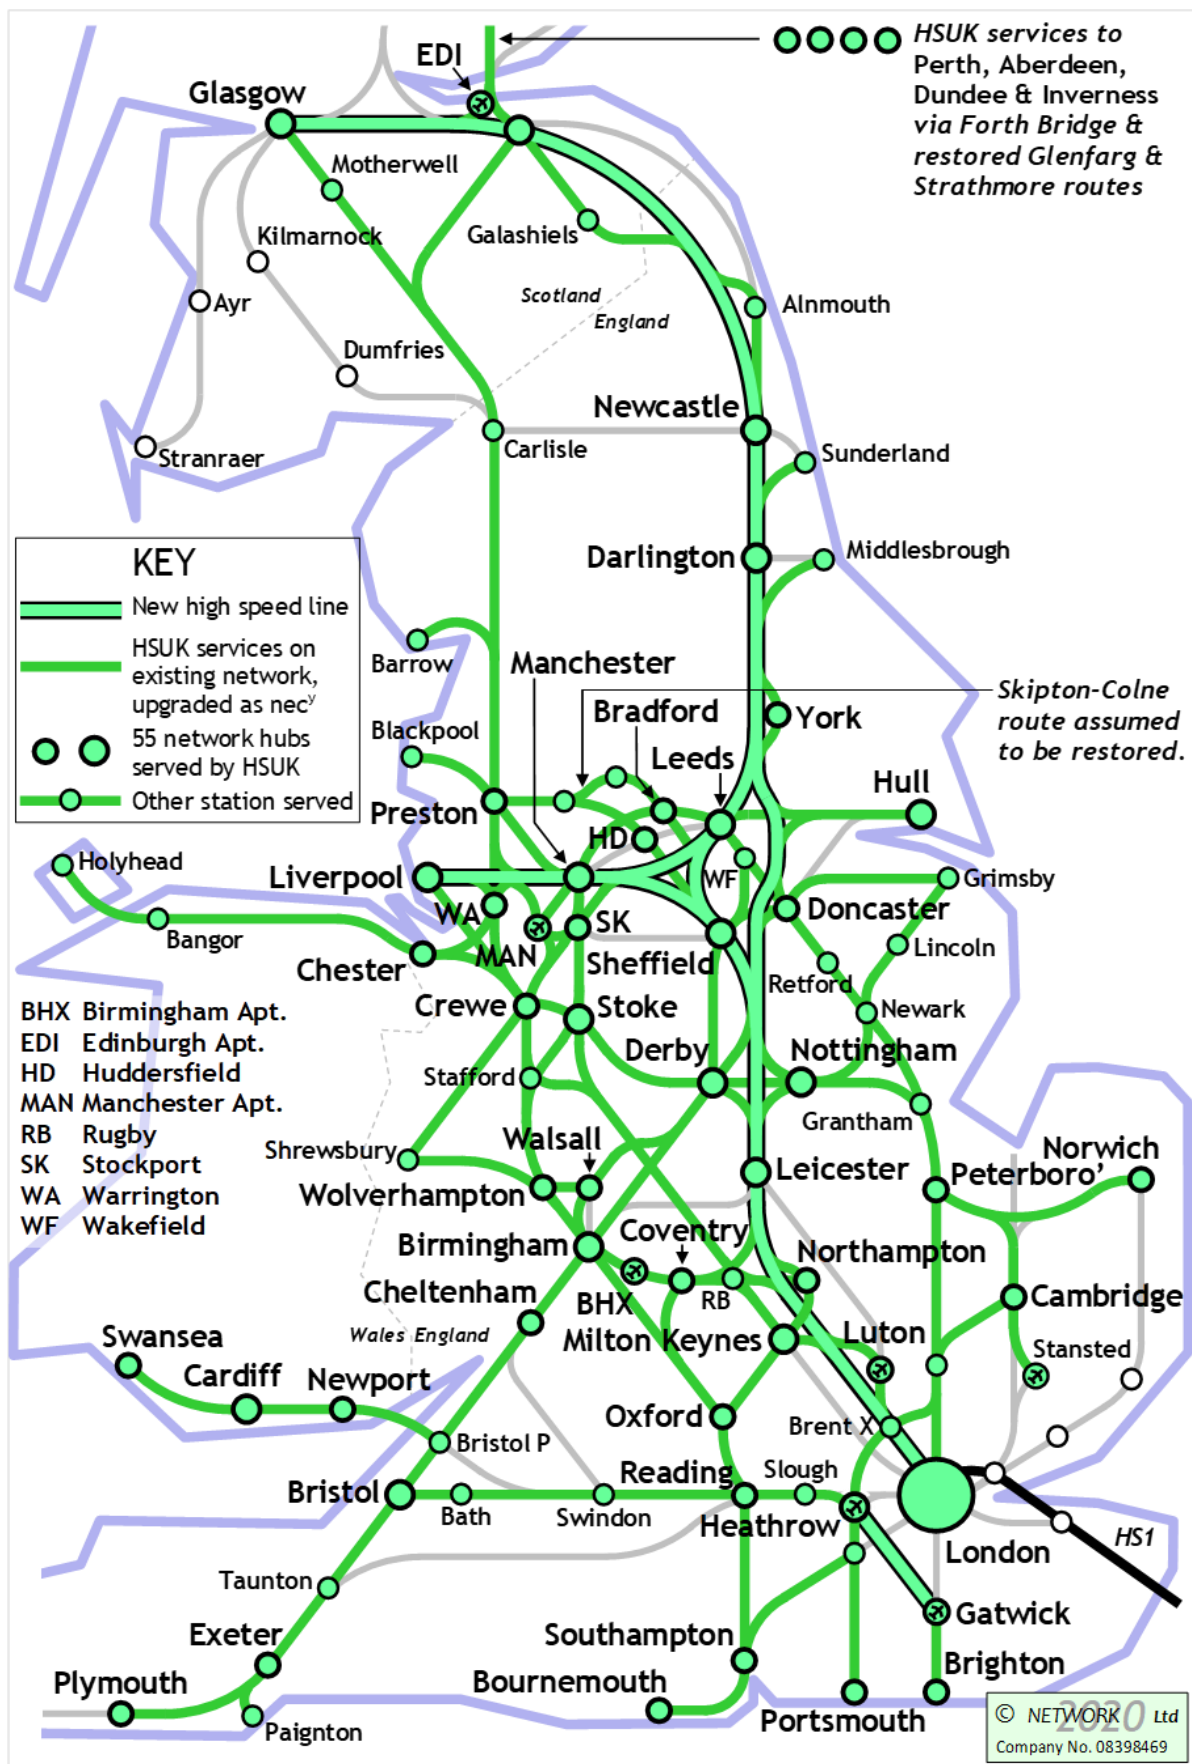 HSUK services to
Perth, Aberdeen,
Dundee & Inverness
via Forth Bridge &
restored Glenfarg &
Strathmore routes
EDI
Glasgow
Motherwell
Kilmarnock
Galashiels
Ayr
Scotland
England
Alnmouth
Dumfries
Newcastle
Carlisle
Sunderland
Stranraer
Darlington
Middlesbrough
KEY
New high speed line
HSUK services on
existing network,
upgraded as necʸ
55 network hubs
served by HSUK
Other station served
Barrow
Manchester
Bradford
Leeds
York
Skipton-Colne
route assumed
to be restored.
Blackpool
Preston
Hull
HD
Holyhead
Liverpool
WF
Grimsby
Bangor
WA
MAN
SK
Doncaster
Lincoln
Chester
Sheffield
Retford
Crewe
Stoke
Newark
Derby
Nottingham
Stafford
Grantham
BHX Birmingham Apt.
EDI Edinburgh Apt.
HD Huddersfield
MAN Manchester Apt.
RB Rugby
SK Stockport
WA Warrington
WF Wakefield
Shrewsbury
Walsall
Wolverhampton
Leicester
Peterboro’
Norwich
Birmingham
Coventry
Northampton
BHX
RB
Cheltenham
Cambridge
Wales England
Milton Keynes
Luton
Stansted
Swansea
Cardiff
Newport
Oxford
Brent X
Bristol P
Reading
Slough
Bristol
Bath
Swindon
Heathrow
London
HS1
Taunton
Gatwick
Exeter
Southampton
Plymouth
Bournemouth
Brighton
Paignton
Portsmouth
© NETWORK 2020 Ltd
Company No. 08398469